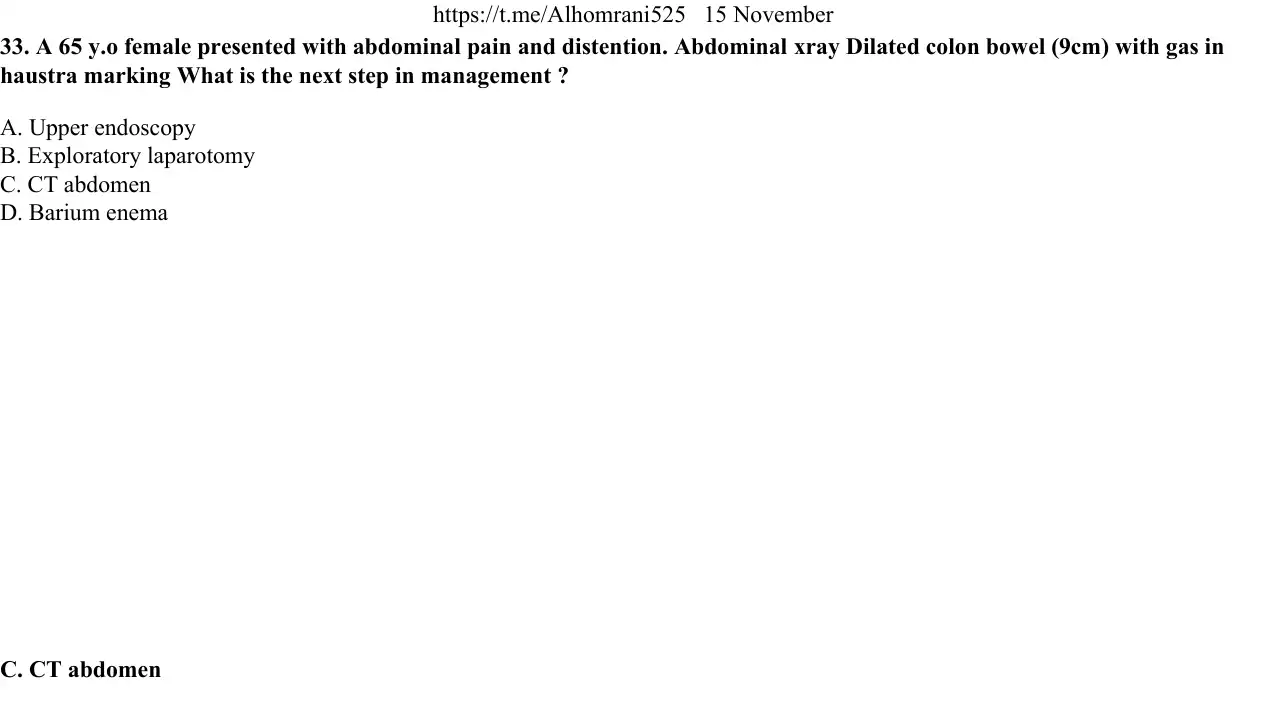 https://t.me/Alhomrani525 15 November
33. A 65 y.o female presented with abdominal pain and distention. Abdominal xray Dilated colon bowel (9cm) with gas in
haustra marking What is the next step in management ?
A. Upper endoscopy
B. Exploratory laparotomy
C. CT abdomen
D. Barium enema
C. CT abdomen